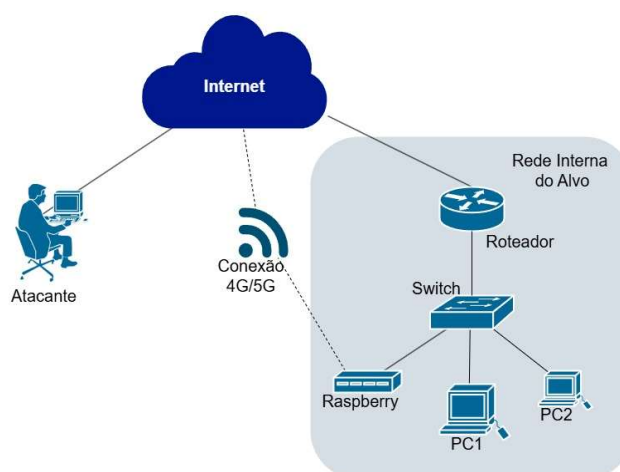 Internet
Rede Interna
do Alvo
Roteador
Conexão
4G/5G
Switch
Atacante
Raspberry
PC1
PC2